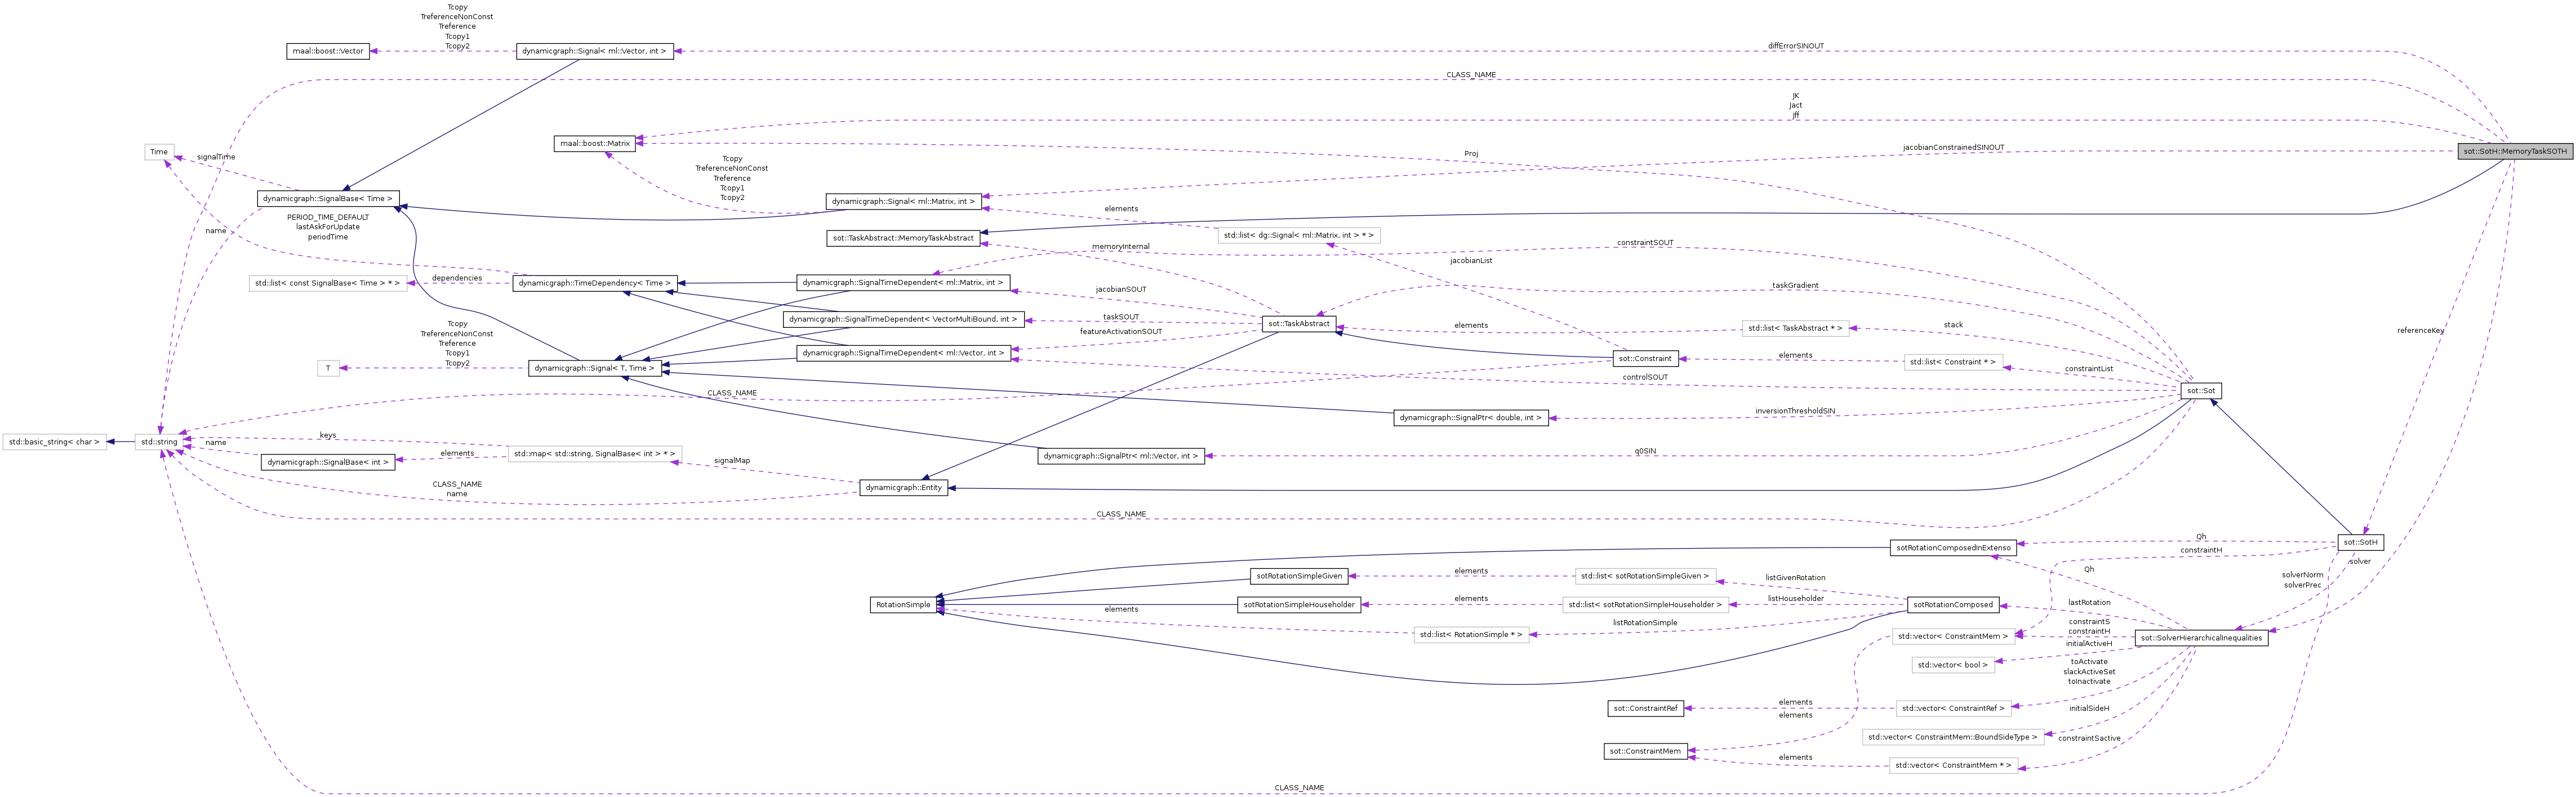 Tcopy
TreferenceNonConst
Treference
Tcopy1
Tcopy2
maal::boost::Vector
dynamicgraph::Signal< ml::Vector, int >
diffErrorSINOUT
CLASS_NAME
JK
Jact
Jff
maal::boost::Matrix
Time
signalTime
Proj
jacobianConstrainedSINOUT
sot::SotH::MemoryTaskSOTH
Tcopy
TreferenceNonConst
Treference
Tcopy1
Tcopy2
dynamicgraph::SignalBase< Time >
dynamicgraph::Signal< ml::Matrix, int >
elements
PERIOD_TIME_DEFAULT
lastAskForUpdate
periodTime
name
sot::TaskAbstract::MemoryTaskAbstract
std::list< dg::Signal< ml::Matrix, int > * >
memoryInternal
constraintSOUT
jacobianList
std::list< const SignalBase< Time > * >
dependencies
dynamicgraph::TimeDependency< Time >
dynamicgraph::SignalTimeDependent< ml::Matrix, int >
jacobianSOUT
taskGradient
dynamicgraph::SignalTimeDependent< VectorMultiBound, int >
taskSOUT
sot::TaskAbstract
elements
std::list< TaskAbstract * >
stack
referenceKey
Tcopy
TreferenceNonConst
Treference
Tcopy1
Tcopy2
featureActivationSOUT
dynamicgraph::SignalTimeDependent< ml::Vector, int >
T
dynamicgraph::Signal< T, Time >
sot::Constraint
elements
std::list< Constraint * >
constraintList
controlSOUT
sot::Sot
CLASS_NAME
dynamicgraph::SignalPtr< double, int >
inversionThresholdSIN
std::basic_string< char >
std::string
keys
name
elements
std::map< std::string, SignalBase< int > * >
dynamicgraph::SignalBase< int >
signalMap
dynamicgraph::SignalPtr< ml::Vector, int >
q0SIN
CLASS_NAME
name
dynamicgraph::Entity
CLASS_NAME
sot::SotH
Qh
constraintH
sotRotationComposedInExtenso
solver
Qh
solverNorm
solverPrec
sotRotationSimpleGiven
elements
std::list< sotRotationSimpleGiven >
listGivenRotation
RotationSimple
sotRotationSimpleHouseholder
elements
std::list< sotRotationSimpleHouseholder >
listHouseholder
sotRotationComposed
lastRotation
elements
std::list< RotationSimple * >
listRotationSimple
std::vector< ConstraintMem >
constraintS
constraintH
sot::SolverHierarchicalInequalities
initialActiveH
std::vector< bool >
toActivate
slackActiveSet
toInactivate
sot::ConstraintRef
elements
std::vector< ConstraintRef >
initialSideH
elements
std::vector< ConstraintMem::BoundSideType >
constraintSactive
sot::ConstraintMem
elements
std::vector< ConstraintMem * >
CLASS_NAME